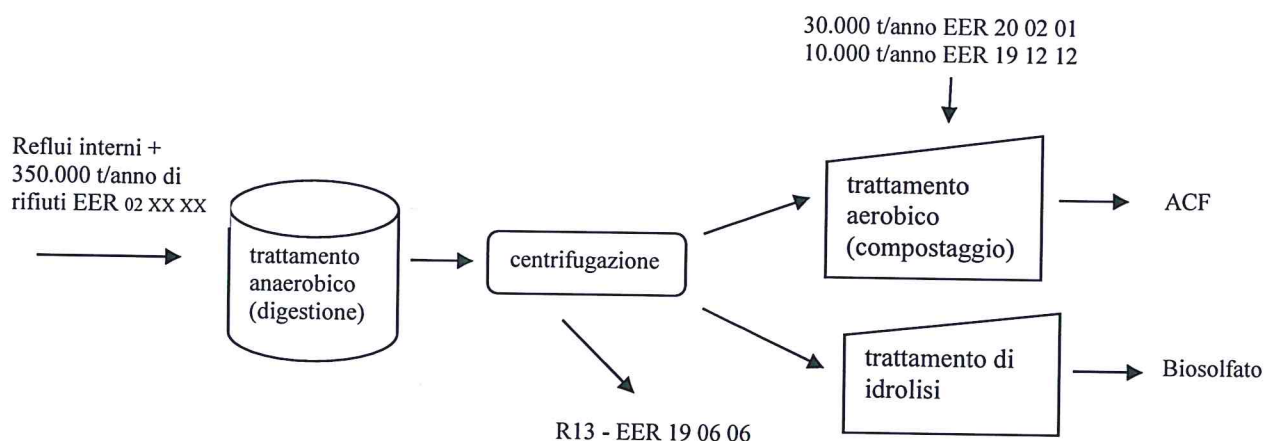 30.000 t/anno EER 20 02 01
10.000 t/anno EER 19 12 12
Reflui interni +
350.000 t/anno di
rifiuti EER 02 XX XX
trattamento
anaerobico
(digestione)
centrifugazione
trattamento
aerobico
(compostaggio)
ACF
trattamento di
idrolisi
Biosolfato
R13 - EER 19 06 06